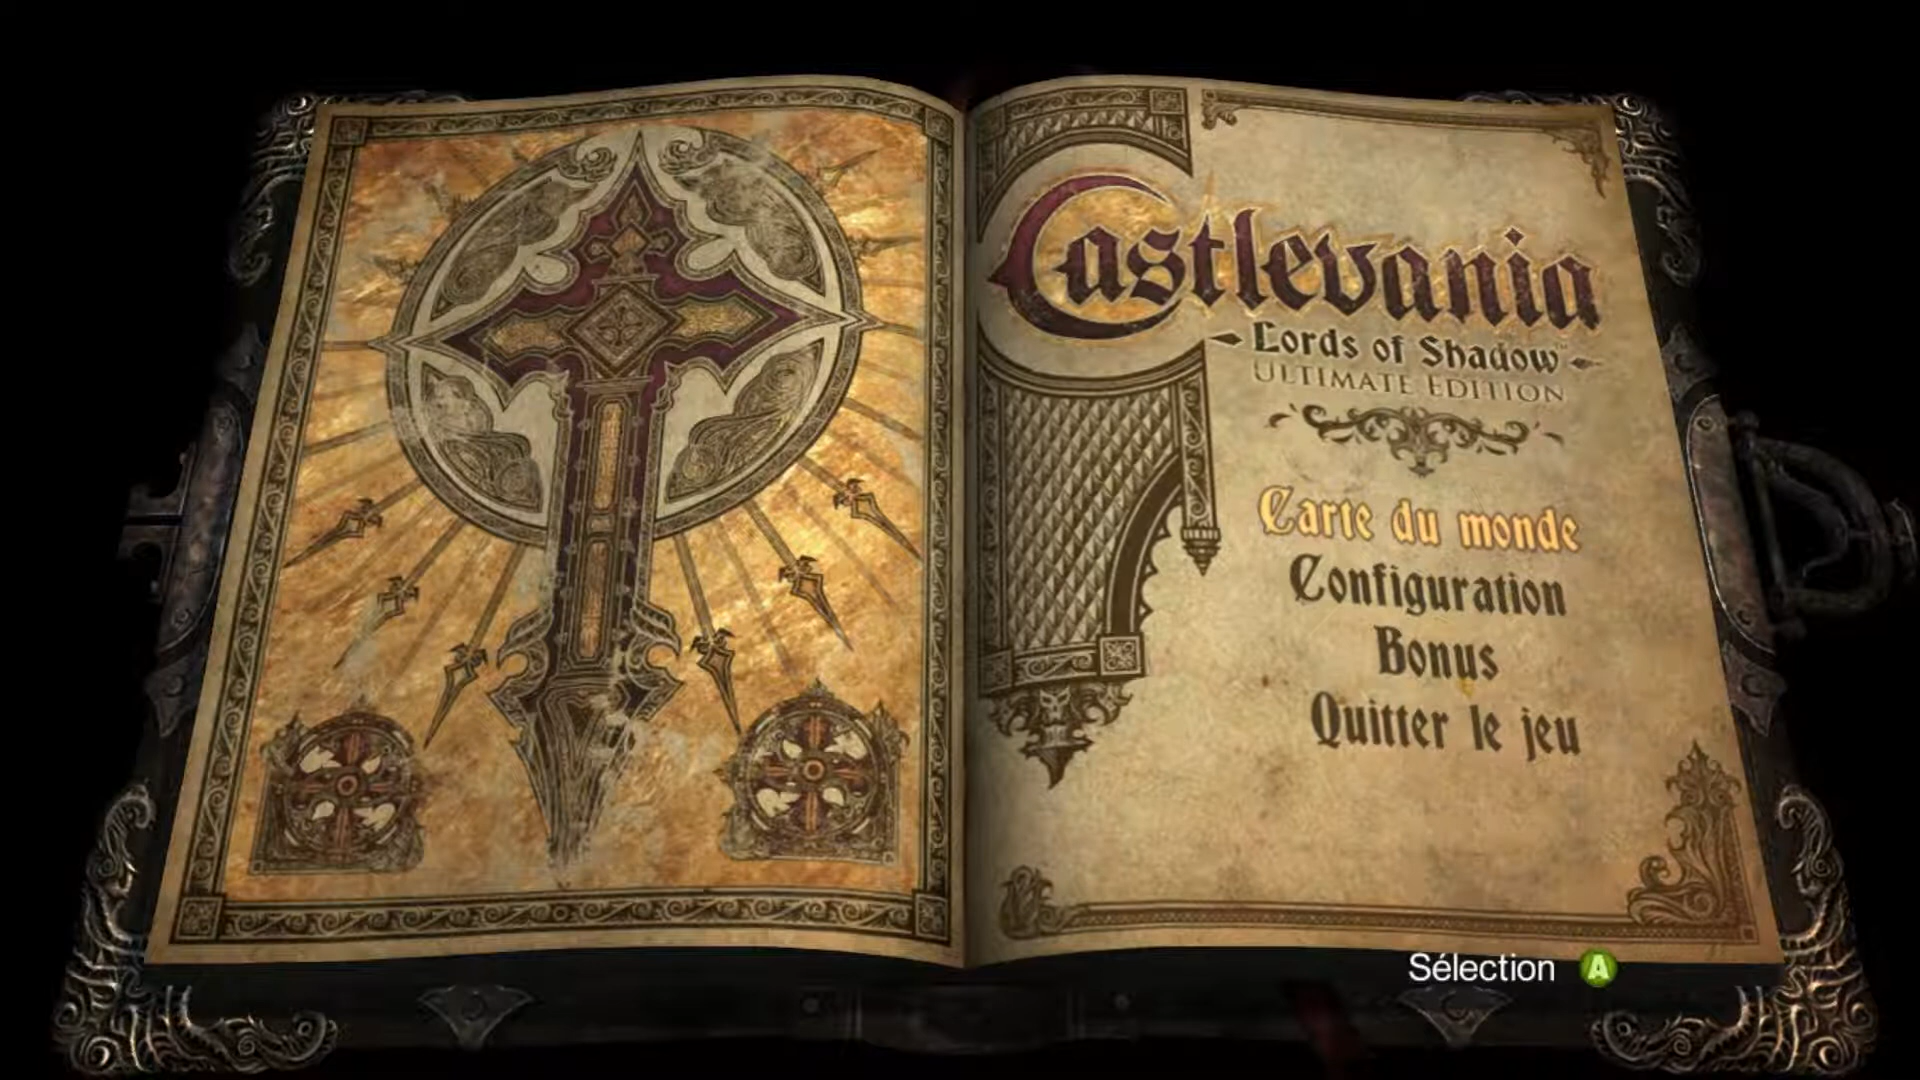 Castlevania
Lords of Shadow™
ULTIMATE EDITION
Carte du monde
Configuration
Bonus
Quitter le jeu
Sélection A